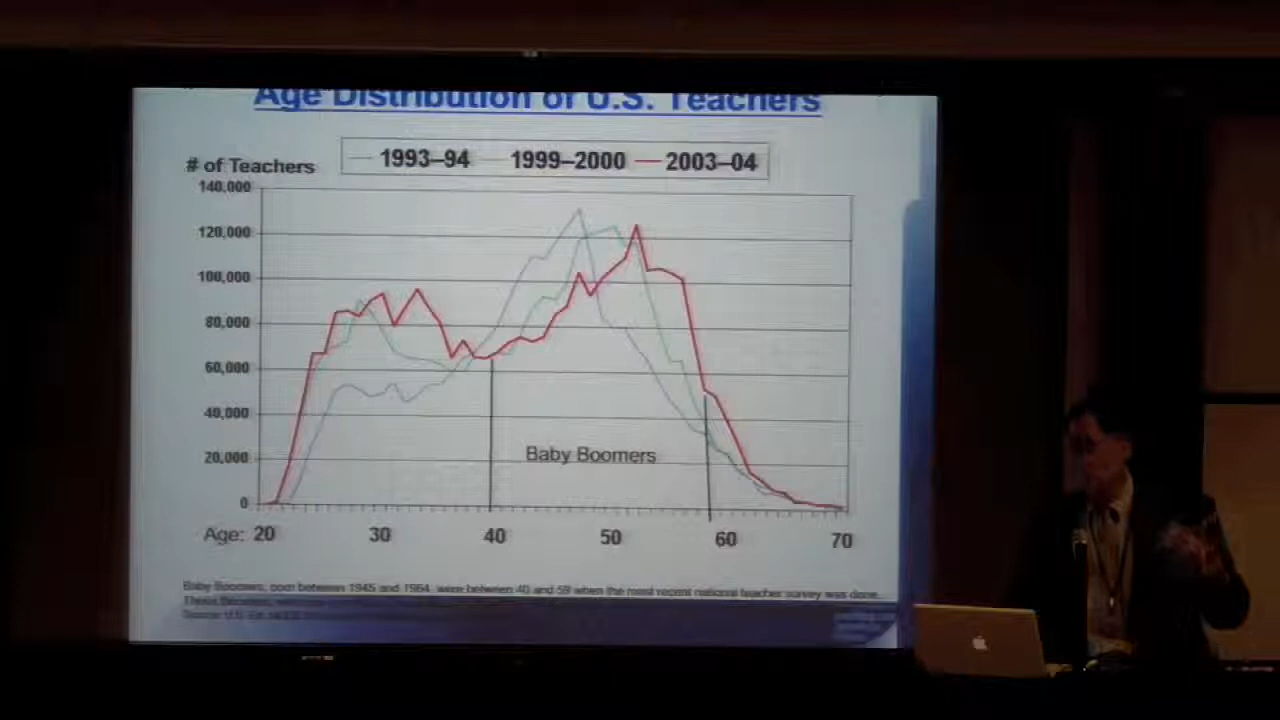 Age Distribution of U.S. Teachers
# of Teachers
1993–94 1999–2000 2003–04
140,000
120,000
100,000
80,000
60,000
40,000
20,000
0
Baby Boomers
Age: 20 30 40 50 60 70
Baby Boomers, born between 1945 and 1964, were between 40 and 59 when the most recent national teacher survey was done.